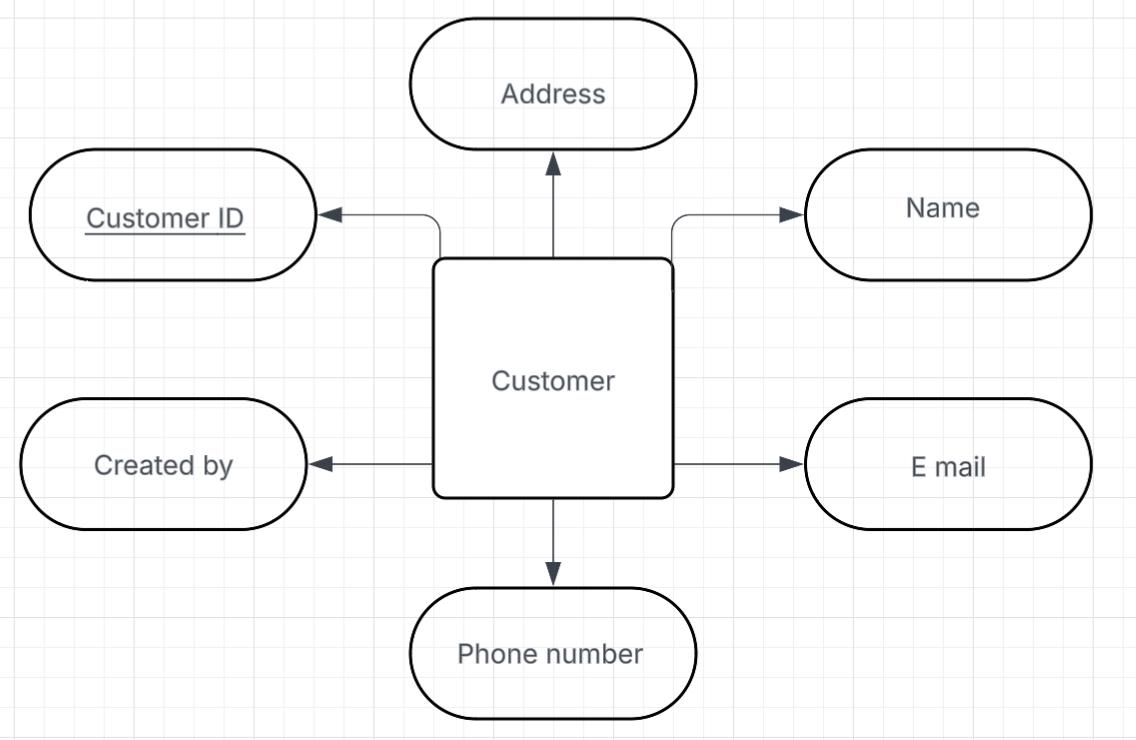 Address
Customer ID
Name
Customer
Created by
E mail
Phone number